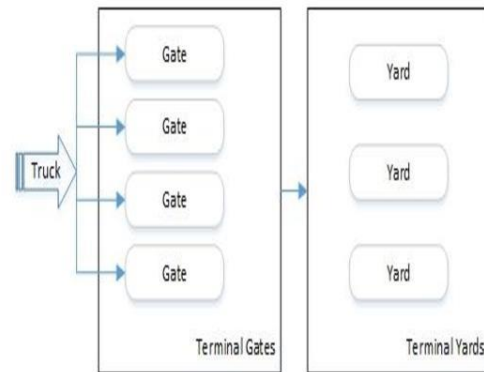 Truck
Gate
Gate
Gate
Gate
Terminal Gates
Yard
Yard
Yard
Terminal Yards